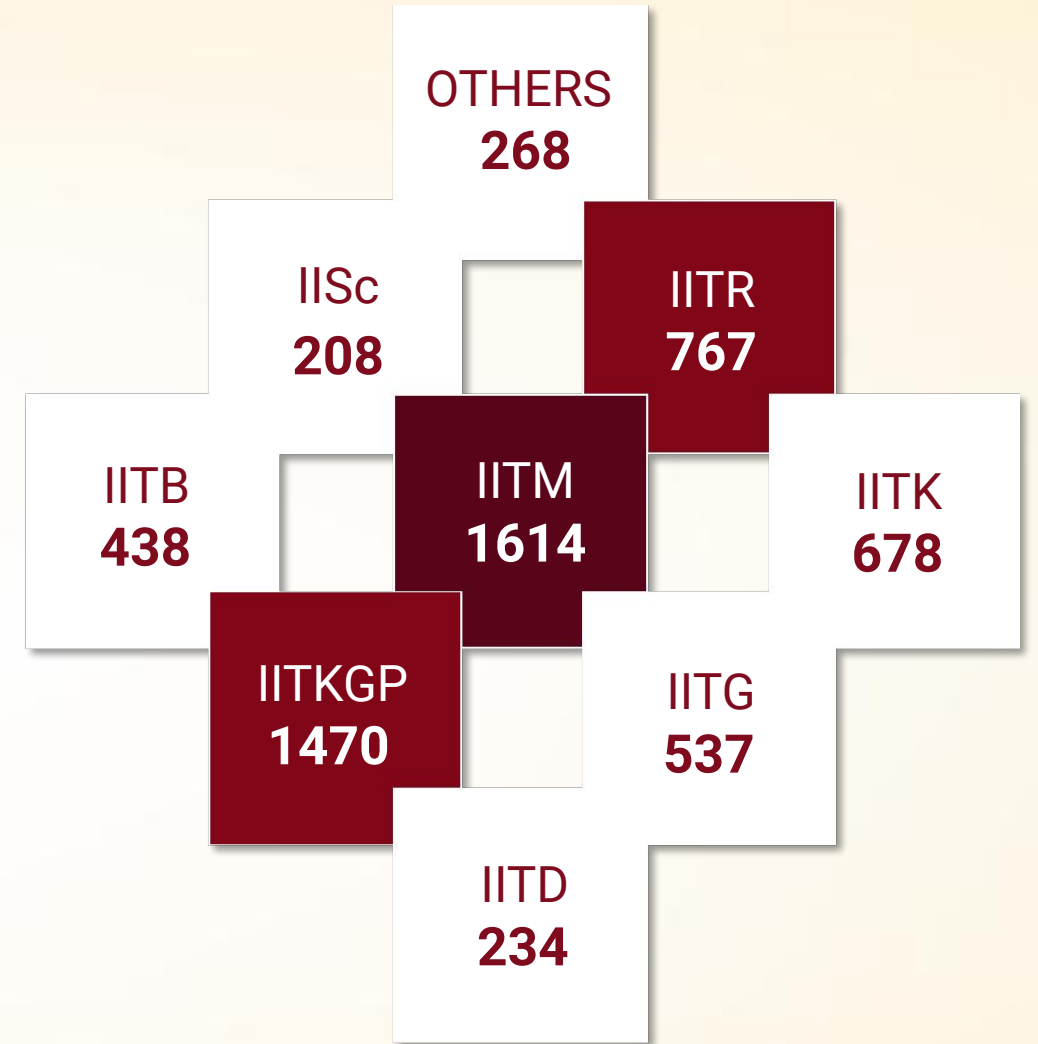 OTHERS
268
IISc
208
IITR
767
IITB
438
IITM
1614
IITK
678
IITKGP
1470
IITG
537
IITD
234